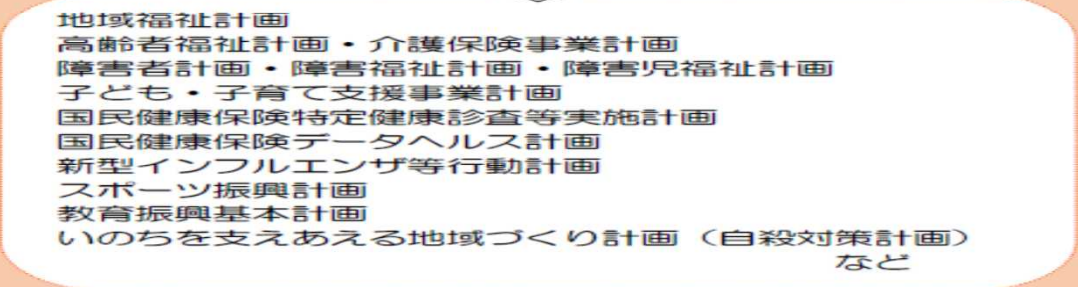 地域福祉計画
高齢者福祉計画・介護保険事業計画
障害者計画・障害福祉計画・障害児福祉計画
子ども・子育て支援事業計画
国民健康保険特定健康診査等実施計画
国民健康保険データヘルス計画
新型インフルエンザ等行動計画
スポーツ振興計画
教育振興基本計画
いのちを支えあえる地域づくり計画（自殺対策計画）
など